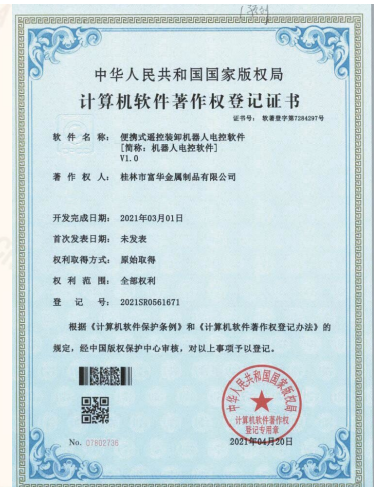 中华人民共和国国家版权局
计算机软件著作权登记证书
证书号： 软著登字第7284297号
软 件 名 称： 便携式遥控装卸机器人电控软件
[简称：机器人电控软件]
V1.0
著 作 权 人： 桂林市富华金属制品有限公司
开发完成日期： 2021年03月01日
首次发表日期： 未发表
权利取得方式： 原始取得
权 利 范 围： 全部权利
登 记 号： 2021SR0561671
根据《计算机软件保护条例》和《计算机软件著作权登记办法》的
规定，经中国版权保护中心审核，对以上事项予以登记。
中华人民共和国国家版权局
计算机软件著作权
登记专用章
No. 07802736
2021年04月20日